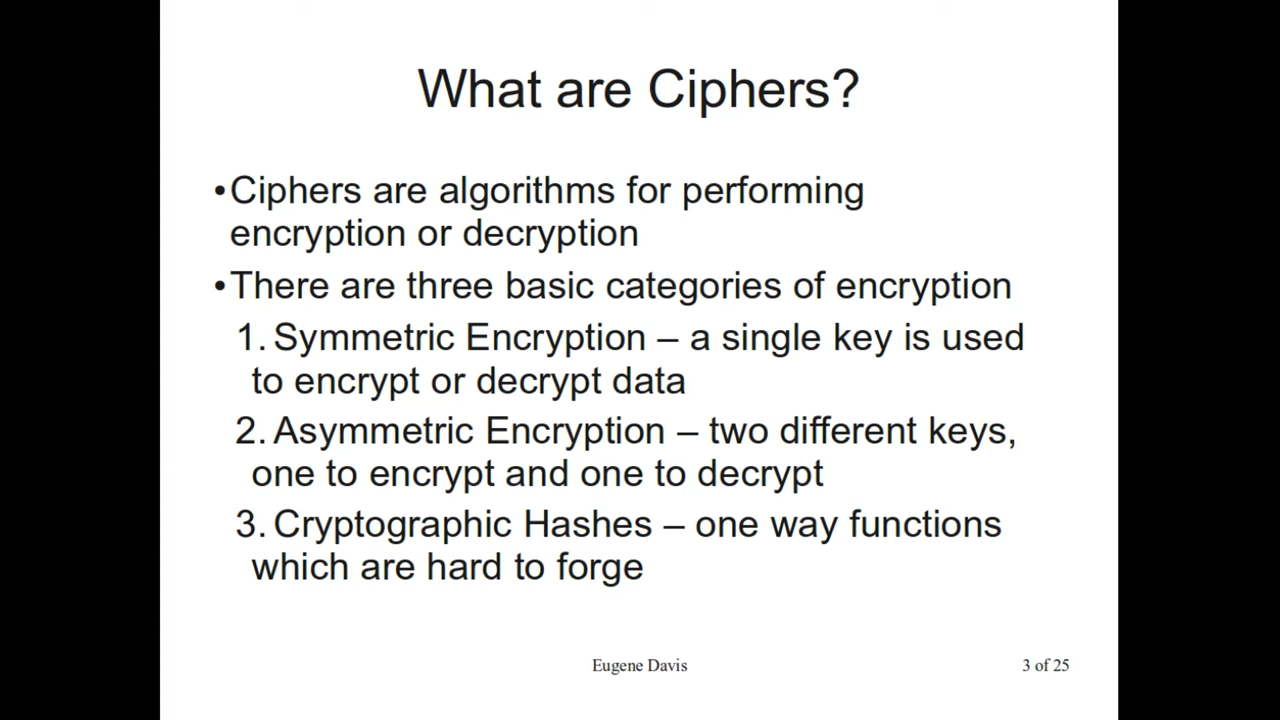 What are Ciphers?
•Ciphers are algorithms for performing
encryption or decryption
•There are three basic categories of encryption
1. Symmetric Encryption – a single key is used
to encrypt or decrypt data
2. Asymmetric Encryption – two different keys,
one to encrypt and one to decrypt
3. Cryptographic Hashes – one way functions
which are hard to forge
Eugene Davis
3 of 25